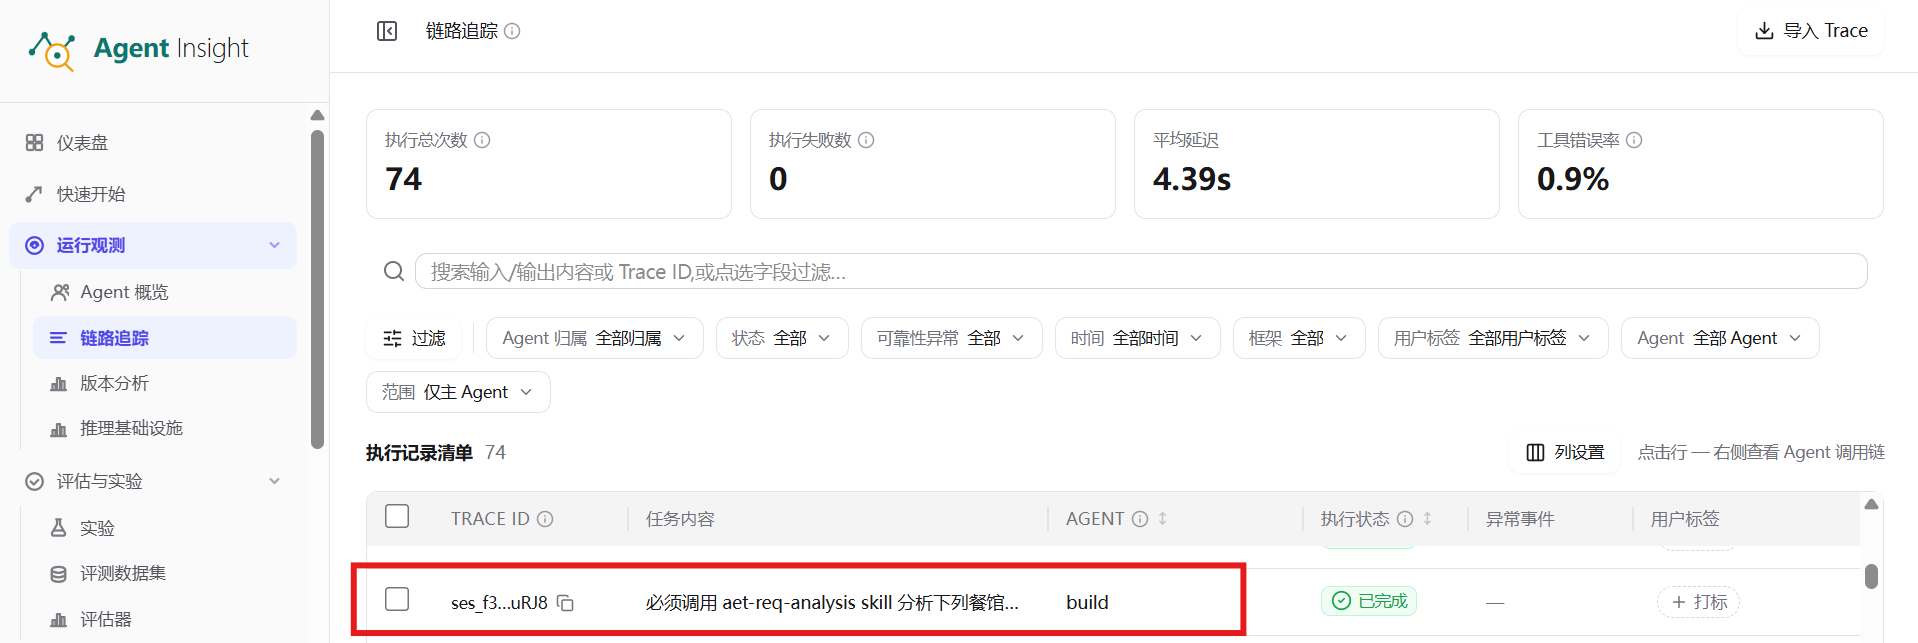 Agent Insight
仪表盘
快速开始
运行观测
Agent 概览
链路追踪
版本分析
推理基础设施
评估与实验
实验
评测数据集
评估器
链路追踪
导入 Trace
执行总次数
74
执行失败数
0
平均延迟
4.39s
工具错误率
0.9%
搜索输入/输出内容或 Trace ID,或点选字段过滤...
过滤
Agent 归属 全部归属
状态 全部
可靠性异常 全部
时间 全部时间
框架 全部
用户标签 全部用户标签
Agent 全部 Agent
范围 仅主 Agent
执行记录清单 74
列设置
点击行 — 右侧查看 Agent 调用链
TRACE ID
任务内容
AGENT
执行状态
异常事件
用户标签
ses_f3...uRJ8
必须调用 aet-req-analysis skill 分析下列餐馆...
build
已完成
—
+ 打标